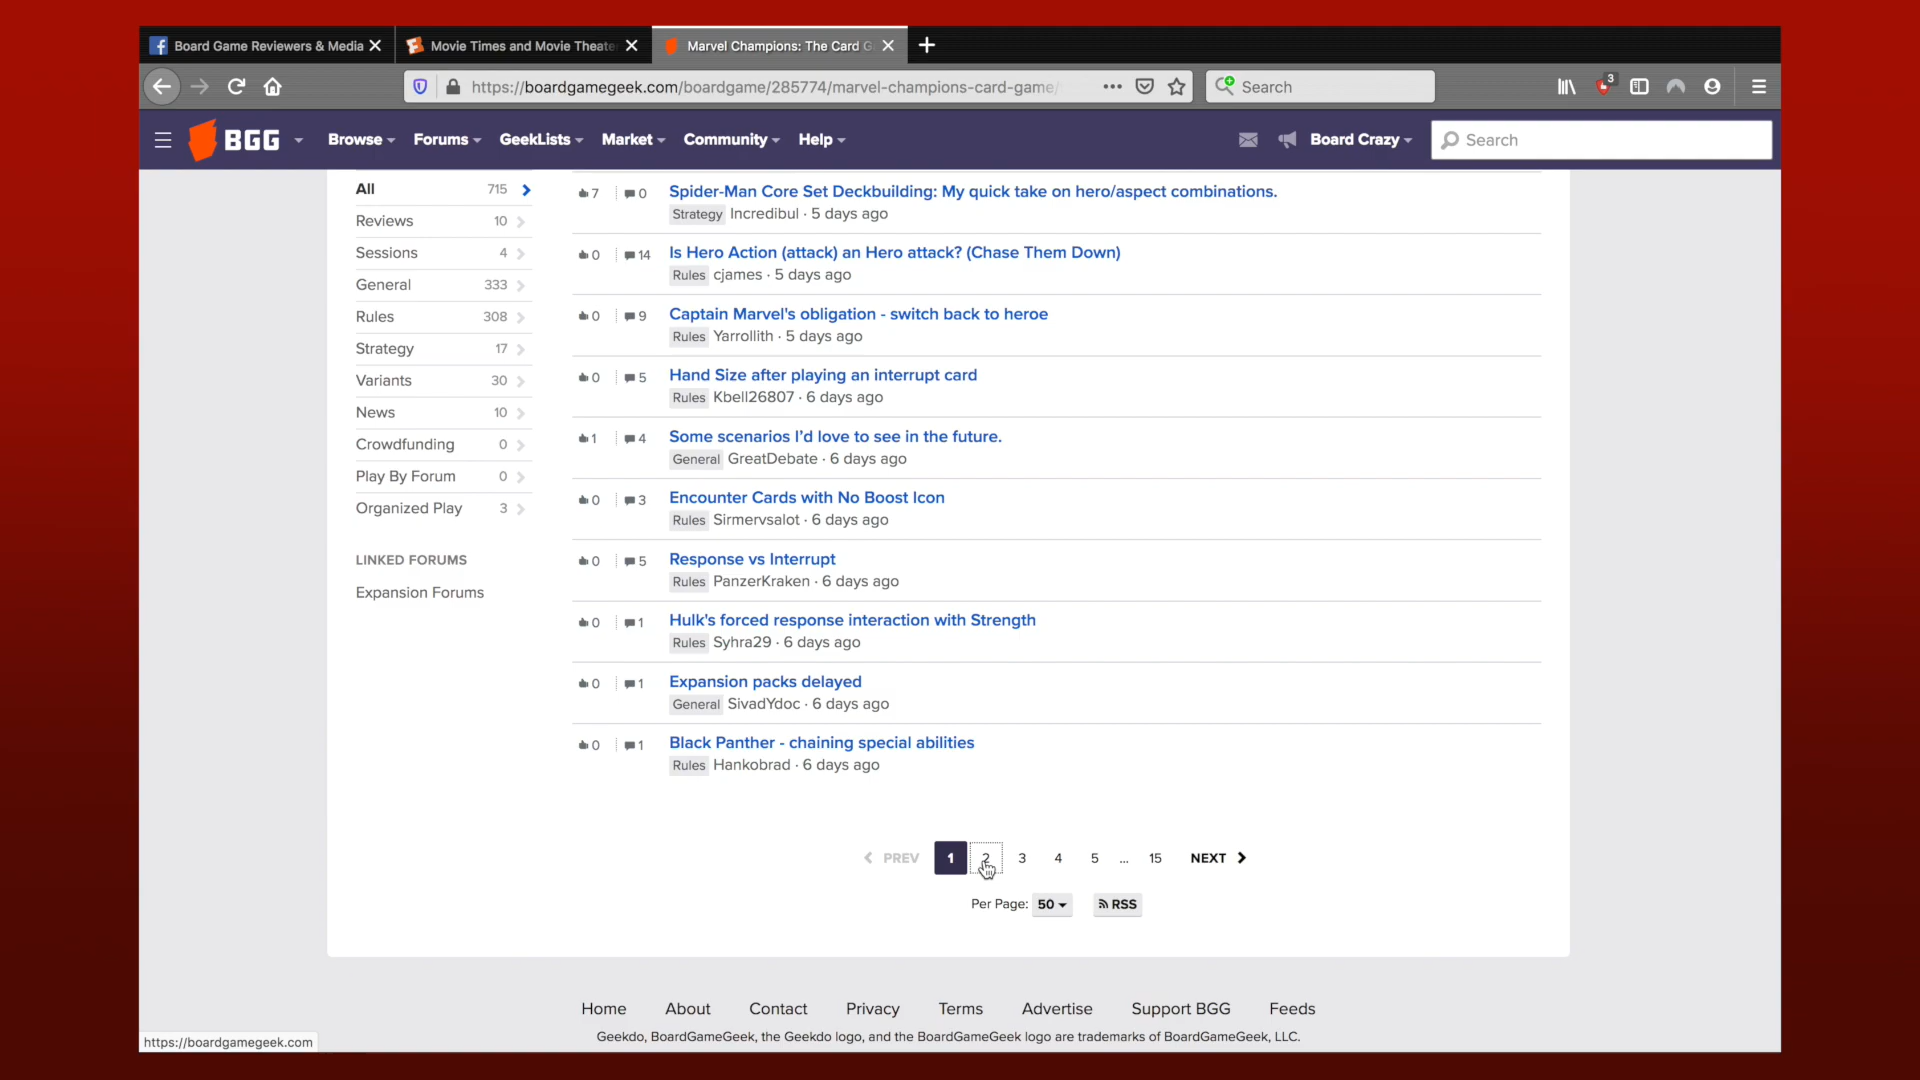 Board Game Reviewers & Media
Movie Times and Movie Theate
Marvel Champions: The Card G
https://boardgamegeek.com/boardgame/285774/marvel-champions-card-game/
Search
3
BGG
Browse
Forums
GeekLists
Market
Community
Help
Board Crazy
Search
All 715
Reviews 10
Sessions 4
General 333
Rules 308
Strategy 17
Variants 30
News 10
Crowdfunding 0
Play By Forum 0
Organized Play 3
LINKED FORUMS
Expansion Forums
7 0 Spider-Man Core Set Deckbuilding: My quick take on hero/aspect combinations.
Strategy Incredibul · 5 days ago
0 14 Is Hero Action (attack) an Hero attack? (Chase Them Down)
Rules cjames · 5 days ago
0 9 Captain Marvel's obligation - switch back to heroe
Rules Yarrollith · 5 days ago
0 5 Hand Size after playing an interrupt card
Rules Kbell26807 · 6 days ago
1 4 Some scenarios I'd love to see in the future.
General GreatDebate · 6 days ago
0 3 Encounter Cards with No Boost Icon
Rules Sirmervsalot · 6 days ago
0 5 Response vs Interrupt
Rules PanzerKraken · 6 days ago
0 1 Hulk's forced response interaction with Strength
Rules Syhra29 · 6 days ago
0 1 Expansion packs delayed
General SivadYdoc · 6 days ago
0 1 Black Panther - chaining special abilities
Rules Hankobrad · 6 days ago
PREV 1 2 3 4 5 ... 15 NEXT
Per Page: 50 RSS
Home About Contact Privacy Terms Advertise Support BGG Feeds
Geekdo, BoardGameGeek, the Geekdo logo, and the BoardGameGeek logo are trademarks of BoardGameGeek, LLC.
https://boardgamegeek.com